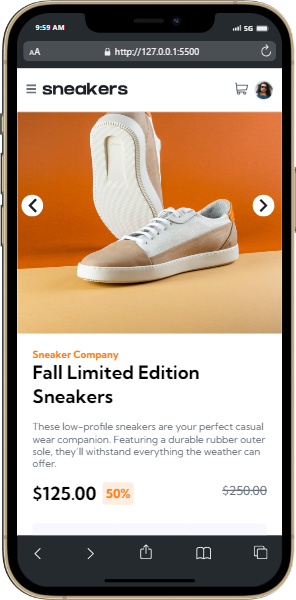 9:59 AM
5G
AA
http://127.0.0.1:5500
sneakers
Sneaker Company
Fall Limited Edition
Sneakers
These low-profile sneakers are your perfect casual
wear companion. Featuring a durable rubber outer
sole, they'll withstand everything the weather can
offer.
$125.00 50% $250.00